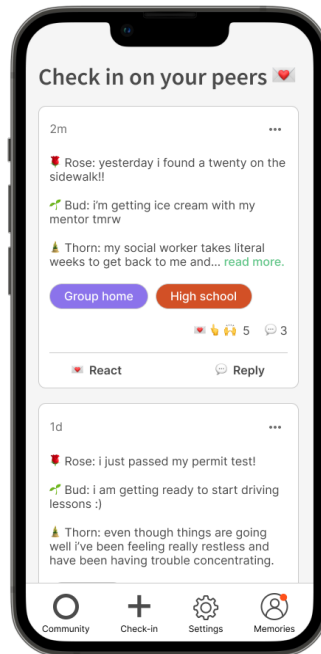 Check in on your peers 💌
2m
•••
🌹 Rose: yesterday i found a twenty on the
sidewalk!!
🌱 Bud: i'm getting ice cream with my
mentor tmrw
Thorn: my social worker takes literal
weeks to get back to me and... read more.
Group home High school
5 3
React Reply
1d
•••
🌹 Rose: i just passed my permit test!
🌱 Bud: i am getting ready to start driving
lessons :)
Thorn: even though things are going
well i've been feeling really restless and
have been having trouble concentrating.
Community Check-in Settings Memories